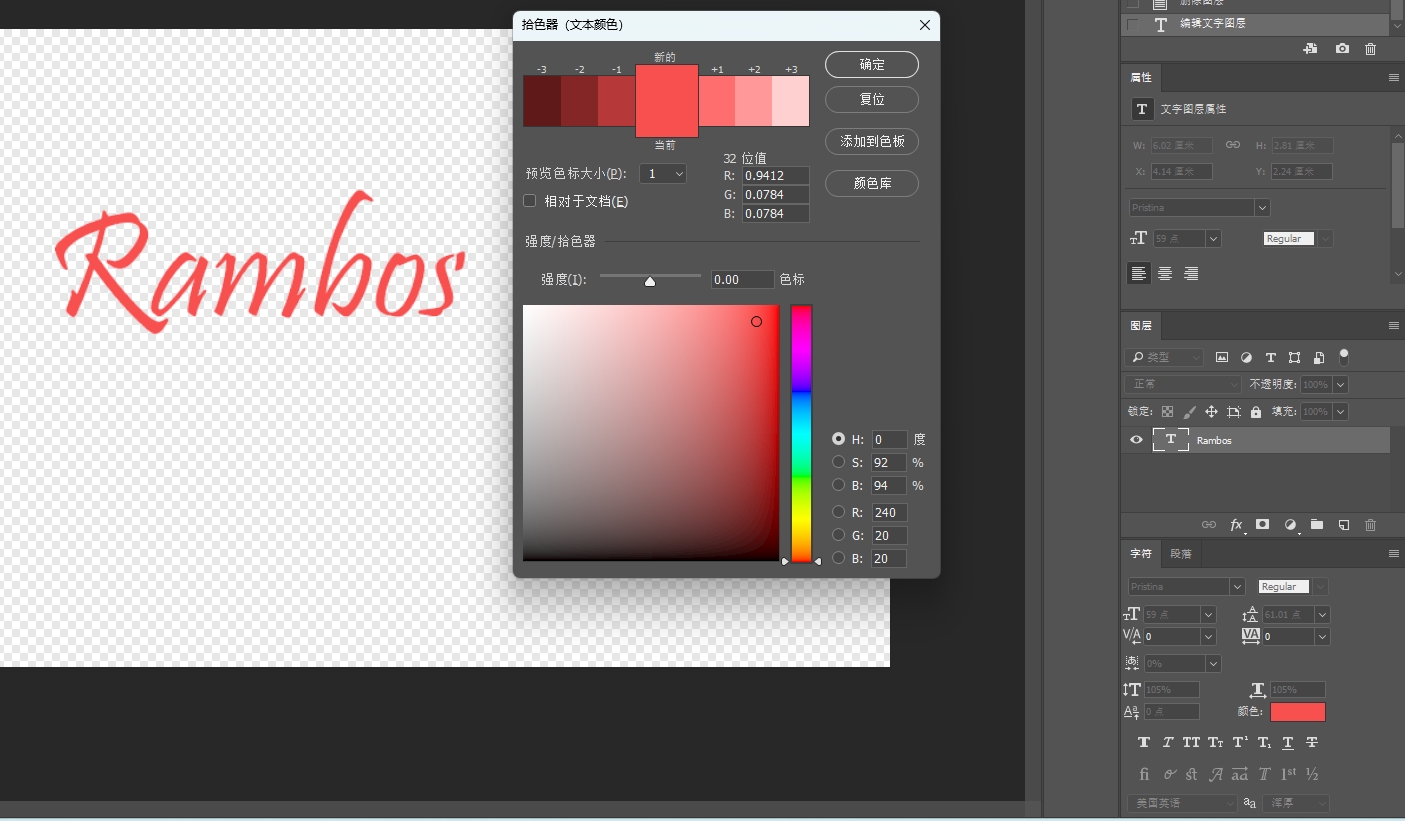 拾色器（文本颜色）
新的
-3 -2 -1 +1 +2 +3
当前
确定
复位
添加到色板
颜色库
预览色标大小(P): 1
相对于文档(E)
32 位值
R: 0.9412
G: 0.0784
B: 0.0784
强度/拾色器
强度(I): 0.00 色标
H: 0 度
S: 92 %
B: 94 %
R: 240
G: 20
B: 20
Rambos
删除图层
编辑文字图层
属性
T 文字图层属性
W: 6.02 厘米 H: 2.81 厘米
X: 4.14 厘米 Y: 2.24 厘米
Pristina
59 点 Regular
图层
类型
正常 不透明度: 100%
锁定: 填充: 100%
T Rambos
fx
字符 段落
Pristina Regular
59 点 61.01 点
V/A 0 VA 0
0%
105% 105%
0 点 颜色:
T T TT Tт T¹ T₁ T T
fi st A aa T 1st ½
美国英语 aa 浑厚